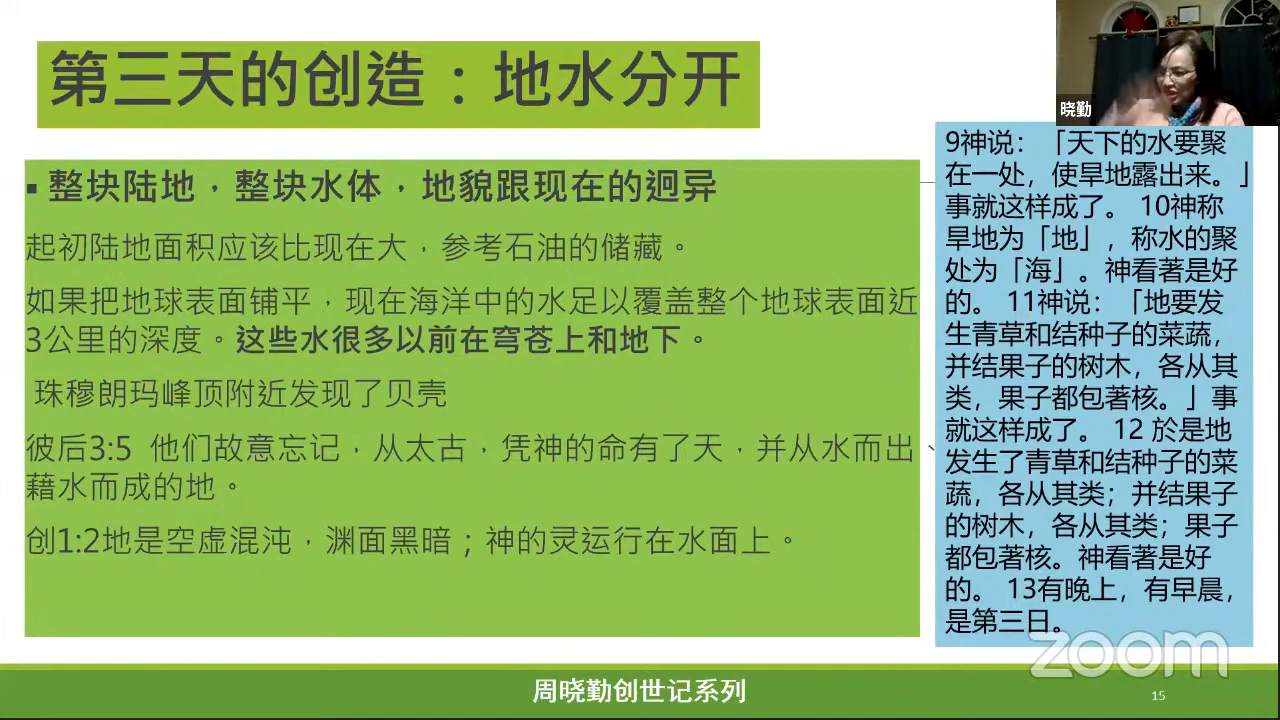 第三天的创造：地水分开
晓勤
▪ 整块陆地，整块水体，地貌跟现在的迥异
起初陆地面积应该比现在大，参考石油的储藏。
如果把地球表面铺平，现在海洋中的水足以覆盖整个地球表面近
3公里的深度。这些水很多以前在穹苍上和地下。
珠穆朗玛峰顶附近发现了贝壳
彼后3:5 他们故意忘记，从太古，凭神的命有了天，并从水而出、
藉水而成的地。
创1:2地是空虚混沌，渊面黑暗；神的灵运行在水面上。
9神说：「天下的水要聚
在一处，使旱地露出来。」
事就这样成了。 10神称
旱地为「地」，称水的聚
处为「海」。神看著是好
的。 11神说：「地要发
生青草和结种子的菜蔬，
并结果子的树木，各从其
类，果子都包著核。」事
就这样成了。 12 於是地
发生了青草和结种子的菜
蔬，各从其类；并结果子
的树木，各从其类；果子
都包著核。神看著是好
的。 13有晚上，有早晨，
是第三日。
zoom
周晓勤创世记系列
15